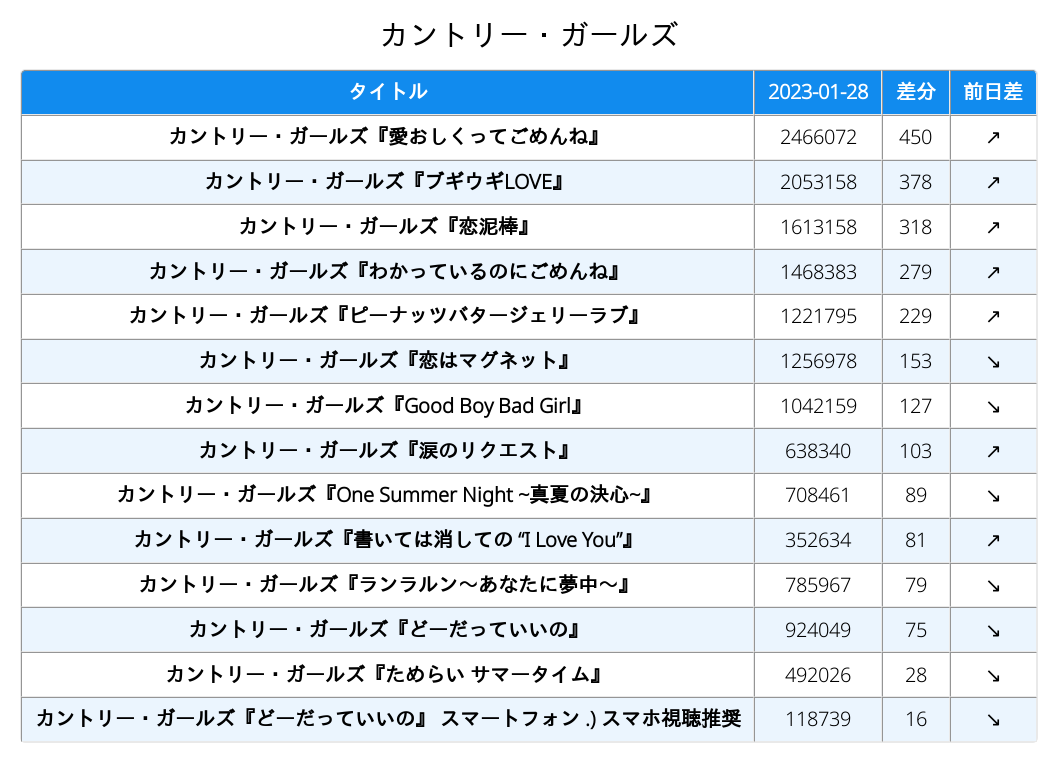 カントリー・ガールズ
タイトル 2023-01-28 差分 前日差
カントリー・ガールズ『愛おしくってごめんね』 2466072 450 ↗
カントリー・ガールズ『ブギウギLOVE』 2053158 378 ↗
カントリー・ガールズ『恋泥棒』 1613158 318 ↗
カントリー・ガールズ『わかっているのにごめんね』 1468383 279 ↗
カントリー・ガールズ『ピーナッツバタージェリーラブ』 1221795 229 ↗
カントリー・ガールズ『恋はマグネット』 1256978 153 ↘
カントリー・ガールズ『Good Boy Bad Girl』 1042159 127 ↘
カントリー・ガールズ『涙のリクエスト』 638340 103 ↗
カントリー・ガールズ『One Summer Night ~真夏の決心~』 708461 89 ↘
カントリー・ガールズ『書いては消しての “I Love You”』 352634 81 ↗
カントリー・ガールズ『ランラルン～あなたに夢中～』 785967 79 ↘
カントリー・ガールズ『どーだっていいの』 924049 75 ↘
カントリー・ガールズ『ためらい サマータイム』 492026 28 ↘
カントリー・ガールズ『どーだっていいの』 スマートフォン .) スマホ視聴推奨 118739 16 ↘